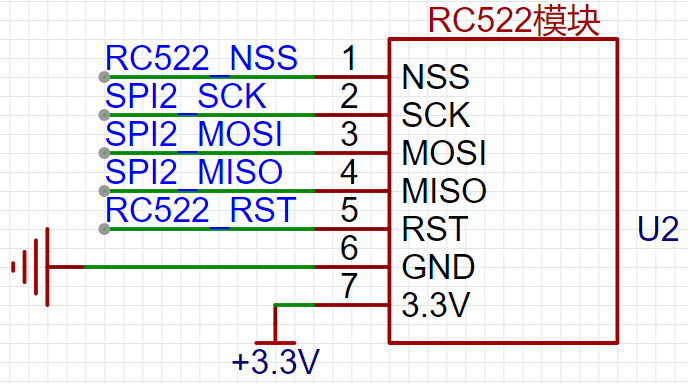 RC522模块
RC522_NSS 1 NSS
SPI2_SCK 2 SCK
SPI2_MOSI 3 MOSI
SPI2_MISO 4 MISO
RC522_RST 5 RST
U2
6 GND
7 3.3V
+3.3V